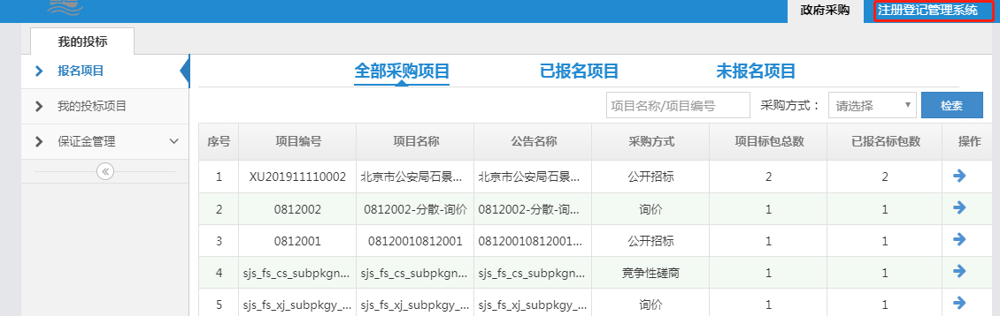 政府采购 注册登记管理系统
我的投标
报名项目
我的投标项目
保证金管理
全部采购项目 已报名项目 未报名项目
项目名称/项目编号 采购方式： 请选择 检索
序号 项目编号 项目名称 公告名称 采购方式 项目标包总数 已报名标包数 操作
1 XU201911110002 北京市公安局石景... 北京市公安局石景... 公开招标 2 2
2 0812002 0812002-分散-询价 0812002-分散-询... 询价 1 1
3 0812001 08120010812001 08120010812001... 公开招标 1 1
4 sjs_fs_cs_subpkgn... sjs_fs_cs_subpkgn... sjs_fs_cs_subpkgn... 竞争性磋商 1 1
5 sjs_fs_xj_subpkgy_... sjs_fs_xj_subpkgy_... sjs_fs_xj_subpkgy_... 询价 1 1